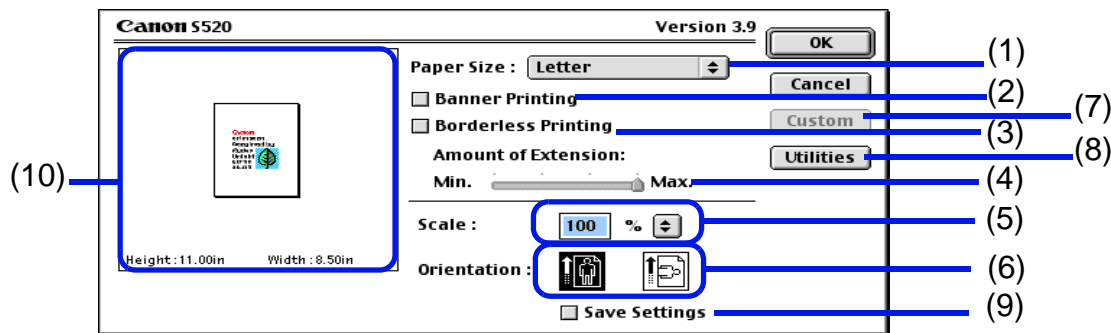 Canon S520
Version 3.9
OK
Paper Size : Letter
(1)
Cancel
Banner Printing
(2)
Custom
(7)
Borderless Printing
(3)
Utilities
(8)
Amount of Extension:
Min. Max.
(4)
(10)
Scale : 100 %
(5)
Height:11.00in Width:8.50in
Orientation :
(6)
Save Settings
(9)